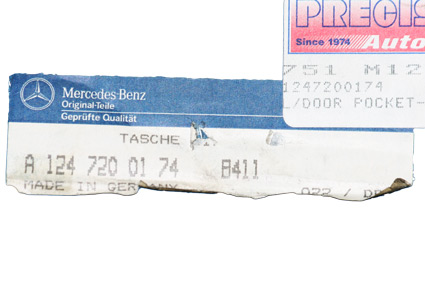 PRECIS
Since 1974 Auto
751 M12
1247200174
L/DOOR POCKET-
Mercedes-Benz
Original-Teile
Geprüfte Qualität
TASCHE
A 124 720 01 74 8411
MADE IN GERMANY